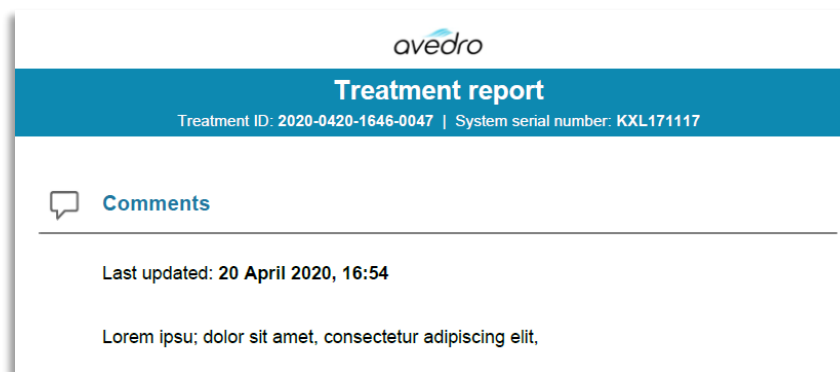 avedro
Treatment report
Treatment ID: 2020-0420-1646-0047 | System serial number: KXL171117
Comments
Last updated: 20 April 2020, 16:54
Lorem ipsu; dolor sit amet, consectetur adipiscing elit,